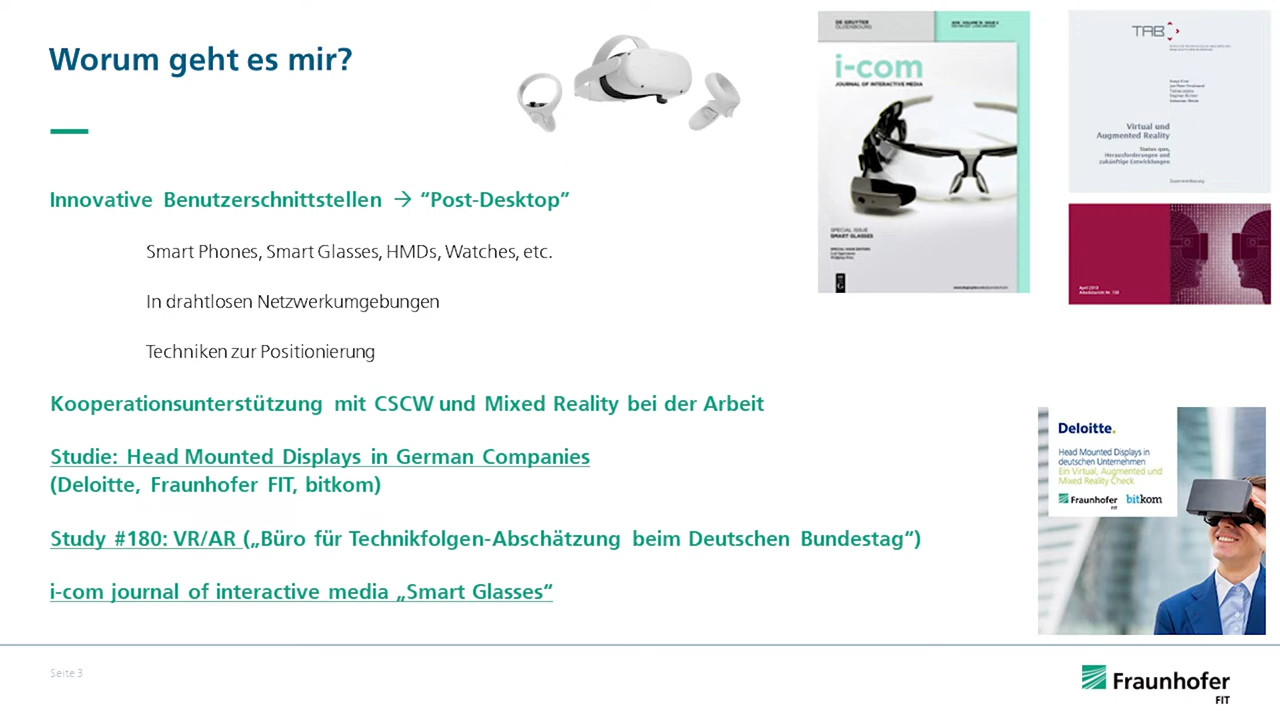 Worum geht es mir?
Innovative Benutzerschnittstellen → “Post-Desktop”
Smart Phones, Smart Glasses, HMDs, Watches, etc.
In drahtlosen Netzwerkumgebungen
Techniken zur Positionierung
Kooperationsunterstützung mit CSCW und Mixed Reality bei der Arbeit
Studie: Head Mounted Displays in German Companies
(Deloitte, Fraunhofer FIT, bitkom)
Study #180: VR/AR („Büro für Technikfolgen-Abschätzung beim Deutschen Bundestag“)
i-com journal of interactive media „Smart Glasses“
DE GRUYTER
OLDENBOURG
i-com
JOURNAL OF INTERACTIVE MEDIA
SPECIAL ISSUE
SMART GLASSES
TAB
Virtual und
Augmented Reality
Status quo,
Herausforderungen und
zukünftige Entwicklungen
Zusammenfassung
Deloitte.
Head Mounted Displays in
deutschen Unternehmen
Ein Virtual, Augmented und
Mixed Reality Check
Fraunhofer
FIT
bitkom
Seite 3
Fraunhofer
FIT